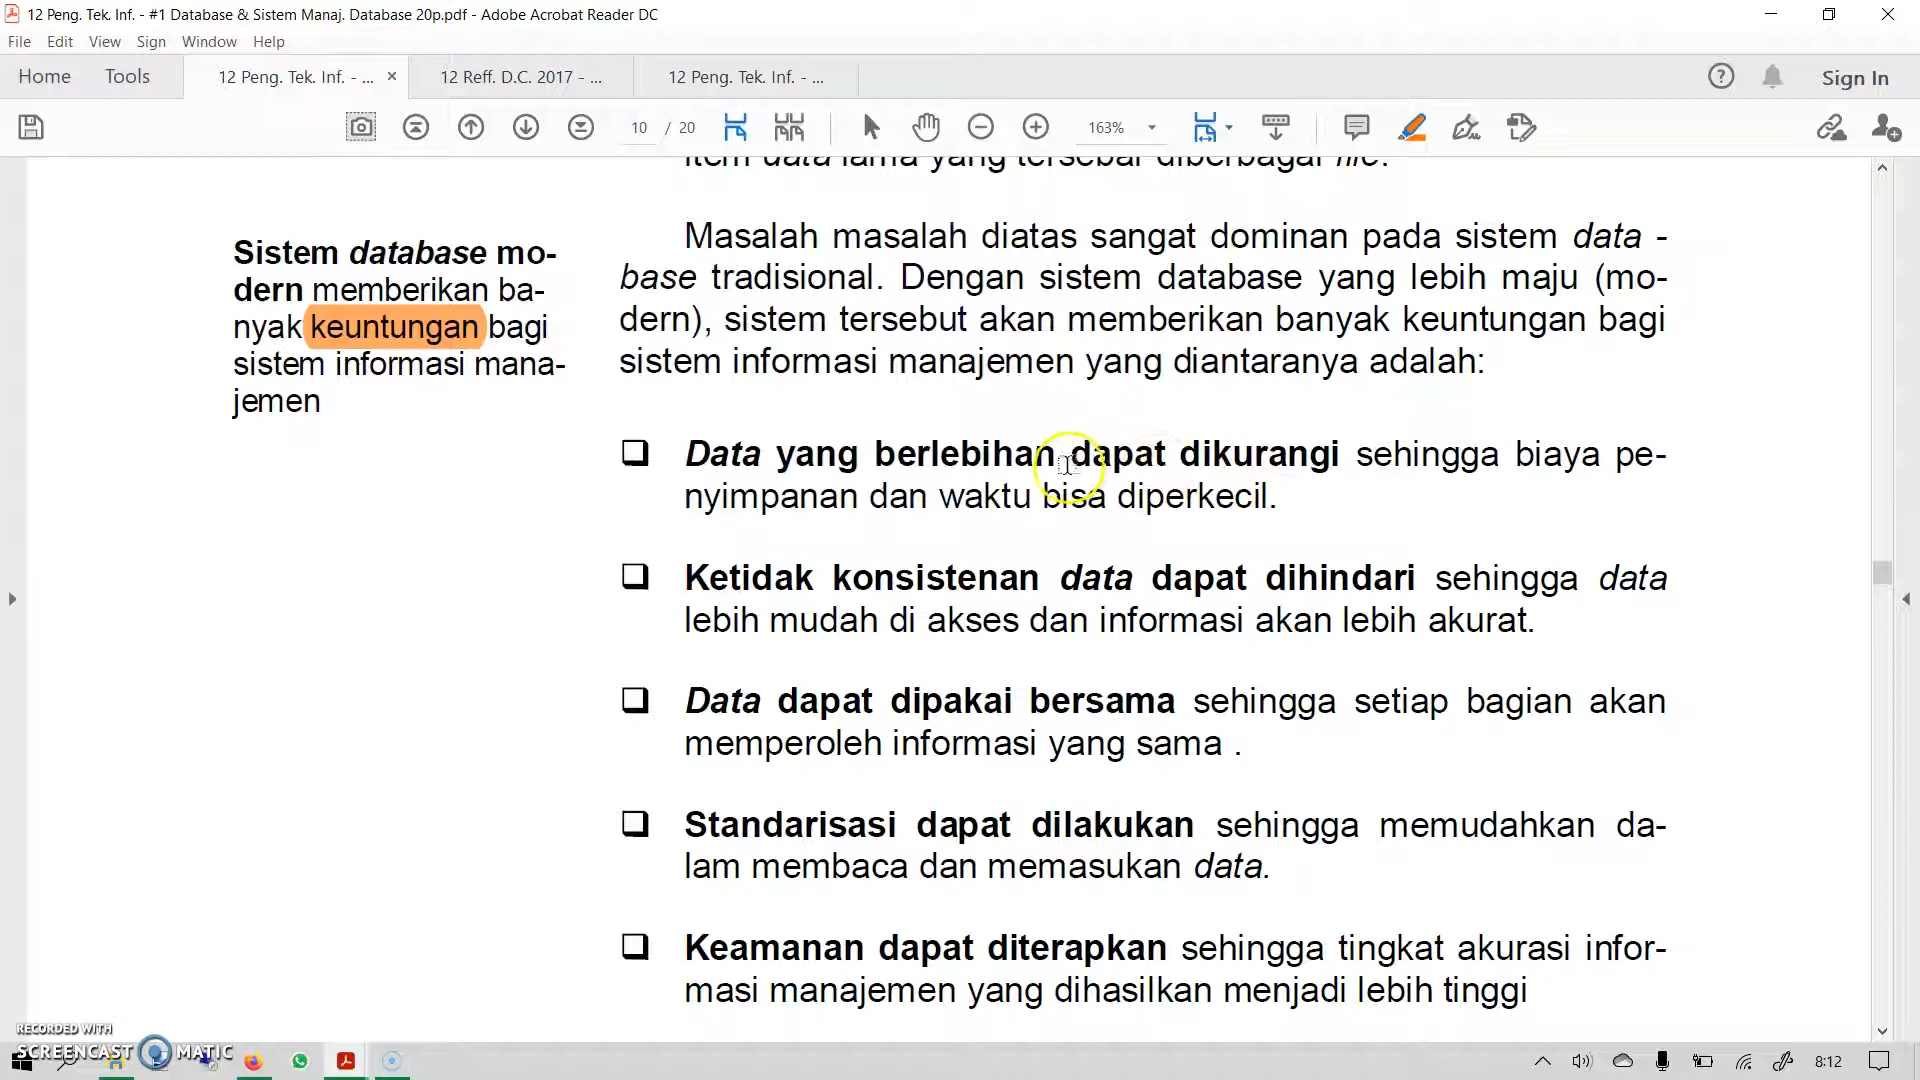 12 Peng. Tek. Inf. - #1 Database & Sistem Manaj. Database 20p.pdf - Adobe Acrobat Reader DC
File Edit View Sign Window Help
Home Tools 12 Peng. Tek. Inf. - ... × 12 Reff. D.C. 2017 - ... 12 Peng. Tek. Inf. - ... Sign In
10 / 20 163%
item data lama yang tersebar diberbagai file.
Sistem database mo-
dern memberikan ba-
nyak keuntungan bagi
sistem informasi mana-
jemen
Masalah masalah diatas sangat dominan pada sistem data -
base tradisional. Dengan sistem database yang lebih maju (mo-
dern), sistem tersebut akan memberikan banyak keuntungan bagi
sistem informasi manajemen yang diantaranya adalah:
❑ Data yang berlebihan dapat dikurangi sehingga biaya pe-
nyimpanan dan waktu bisa diperkecil.
❑ Ketidak konsistenan data dapat dihindari sehingga data
lebih mudah di akses dan informasi akan lebih akurat.
❑ Data dapat dipakai bersama sehingga setiap bagian akan
memperoleh informasi yang sama .
❑ Standarisasi dapat dilakukan sehingga memudahkan da-
lam membaca dan memasukan data.
❑ Keamanan dapat diterapkan sehingga tingkat akurasi infor-
masi manajemen yang dihasilkan menjadi lebih tinggi
RECORDED WITH
SCREENCAST MATIC
8:12